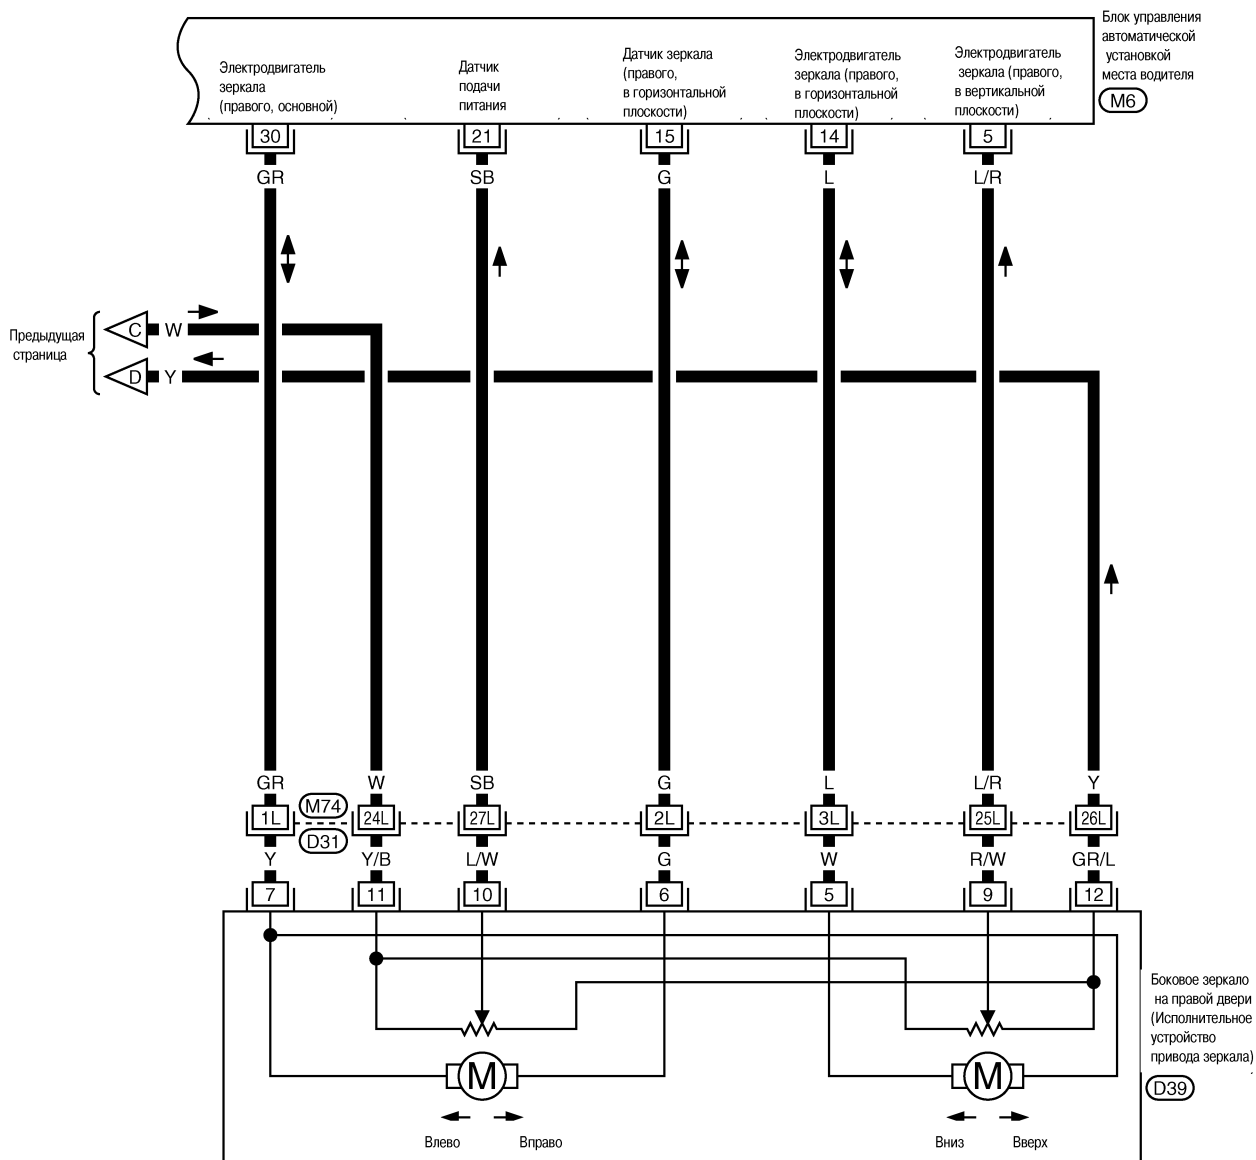 Блок управления
автоматической
установкой
места водителя
M6
Электродвигатель
зеркала
(правого, основной)
Датчик
подачи
питания
Датчик зеркала
(правого,
в горизонтальной
плоскости)
Электродвигатель
зеркала (правого,
в горизонтальной
плоскости)
Электродвигатель
зеркала (правого,
в вертикальной
плоскости)
30 21 15 14 5
GR SB G L L/R
Предыдущая
страница
C W
D Y
GR W SB G L L/R Y
M74
1L 24L 27L 2L 3L 25L 26L
D31
Y Y/B L/W G W R/W GR/L
7 11 10 6 5 9 12
Боковое зеркало
на правой двери
(Исполнительное
устройство
привода зеркала)
D39
M M
Влево Вправо Вниз Вверх